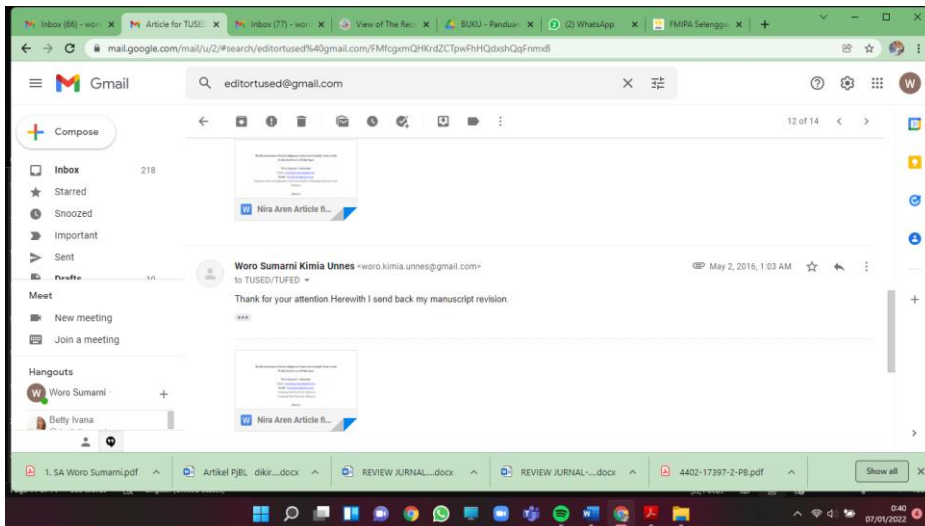 Inbox (66) - woro
Article for TUSED
Inbox (77) - woro
View of The Rec
BUKU - Panduan
(2) WhatsApp
FMIPA Selengga
mail.google.com/mail/u/2/#search/editortused%40gmail.com/FMfcgxmQHKrdZCTpwFhHQdxshQqFnmxB
Gmail
editortused@gmail.com
W
Compose
12 of 14
Inbox 218
Starred
Snoozed
Important
Sent
Drafts 10
W Nira Aren Article fi...
Woro Sumarni Kimia Unnes <woro.kimia.unnes@gmail.com>
May 2, 2016, 1:03 AM
to TUSED/TUFED
Thank for your attention.Herewith I send back my manuscript revision.
Meet
New meeting
Join a meeting
Hangouts
W Woro Sumarni
Betty Ivana
W Nira Aren Article fi...
1. SA Woro Sumarni.pdf
Artikel PjBL dikir....docx
REVIEW JURNAL....docx
REVIEW JURNAL-....docx
4402-17397-2-PB.pdf
Show all
0:40
07/01/2022